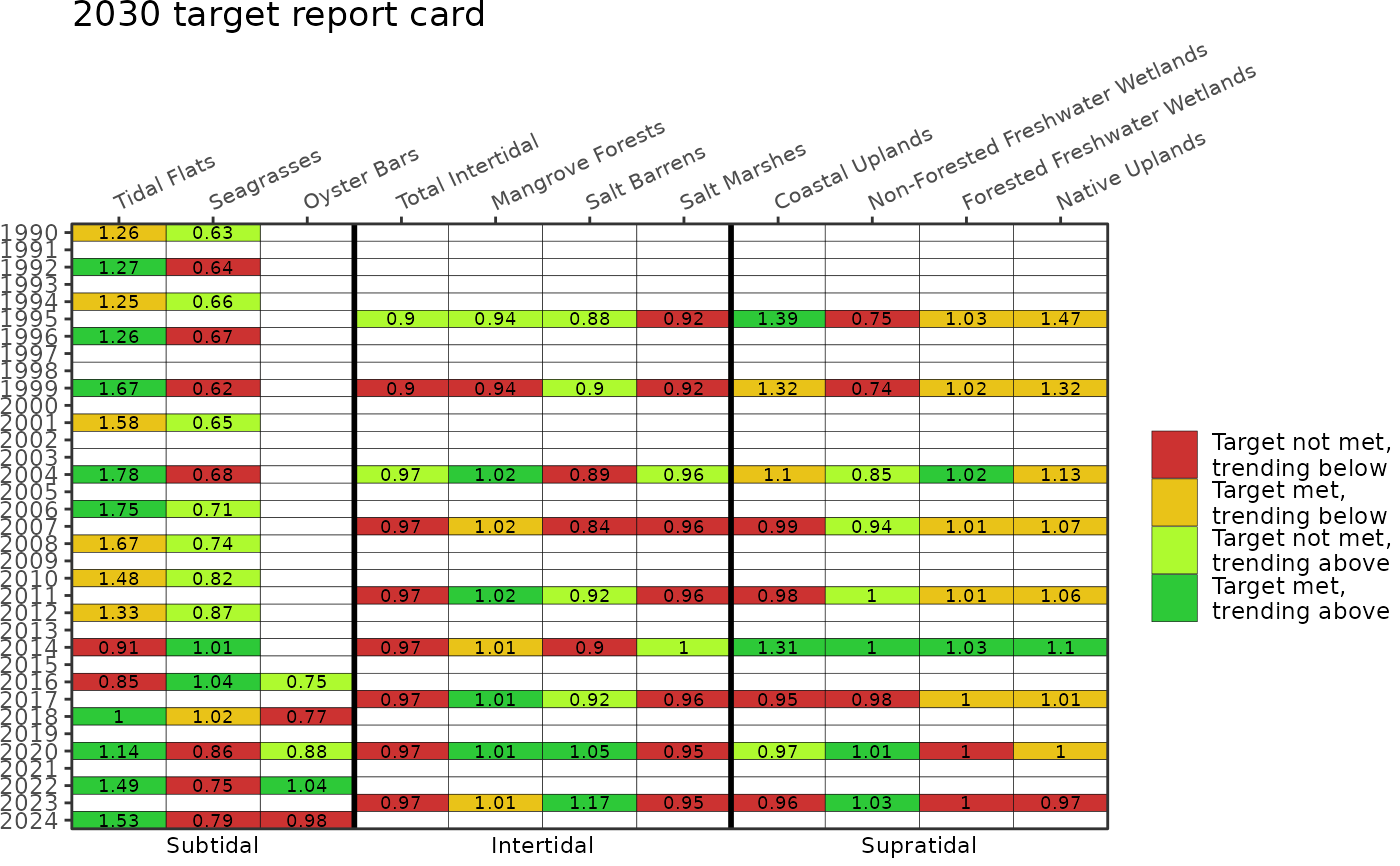 2030 target report card
Tidal Flats
Seagrasses
Oyster Bars
Total Intertidal
Mangrove Forests
Salt Barrens
Salt Marshes
Coastal Uplands
Non-Forested Freshwater Wetlands
Forested Freshwater Wetlands
Native Uplands
1990 1.26 0.63
1991
1992 1.27 0.64
1993
1994 1.25 0.66
1995 0.9 0.94 0.88 0.92 1.39 0.75 1.03 1.47
1996 1.26 0.67
1997
1998
1999 1.67 0.62 0.9 0.94 0.9 0.92 1.32 0.74 1.02 1.32
2000
2001 1.58 0.65
2002
2003
2004 1.78 0.68 0.97 1.02 0.89 0.96 1.1 0.85 1.02 1.13
2005
2006 1.75 0.71
2007 0.97 1.02 0.84 0.96 0.99 0.94 1.01 1.07
2008 1.67 0.74
2009
2010 1.48 0.82
2011 0.97 1.02 0.92 0.96 0.98 1 1.01 1.06
2012 1.33 0.87
2013
2014 0.91 1.01 0.97 1.01 0.9 1 1.31 1 1.03 1.1
2015
2016 0.85 1.04 0.75
2017 0.97 1.01 0.92 0.96 0.95 0.98 1 1.01
2018 1 1.02 0.77
2019
2020 1.14 0.86 0.88 0.97 1.01 1.05 0.95 0.97 1.01 1 1
2021
2022 1.49 0.75 1.04
2023 0.97 1.01 1.17 0.95 0.96 1.03 1 0.97
2024 1.53 0.79 0.98
Subtidal
Intertidal
Supratidal
Target not met,
trending below
Target met,
trending below
Target not met,
trending above
Target met,
trending above